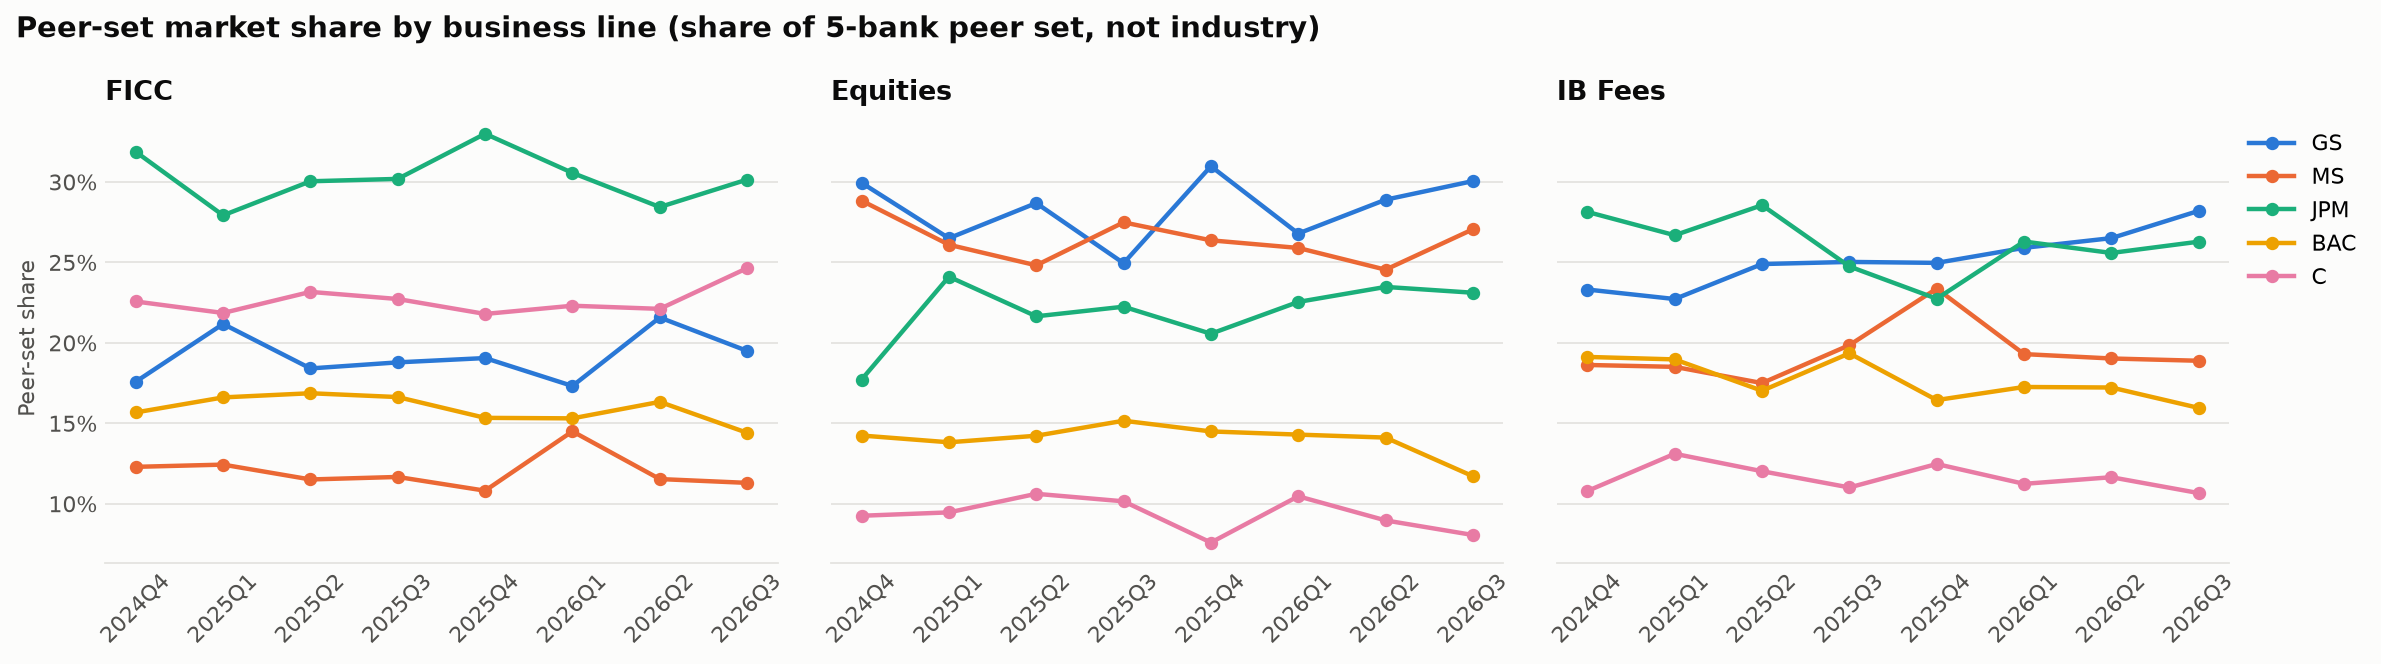 Peer-set market share by business line (share of 5-bank peer set, not industry)
FICC
Equities
IB Fees
Peer-set share
30%
25%
20%
15%
10%
2024Q4
2025Q1
2025Q2
2025Q3
2025Q4
2026Q1
2026Q2
2026Q3
2024Q4
2025Q1
2025Q2
2025Q3
2025Q4
2026Q1
2026Q2
2026Q3
2024Q4
2025Q1
2025Q2
2025Q3
2025Q4
2026Q1
2026Q2
2026Q3
GS
MS
JPM
BAC
C